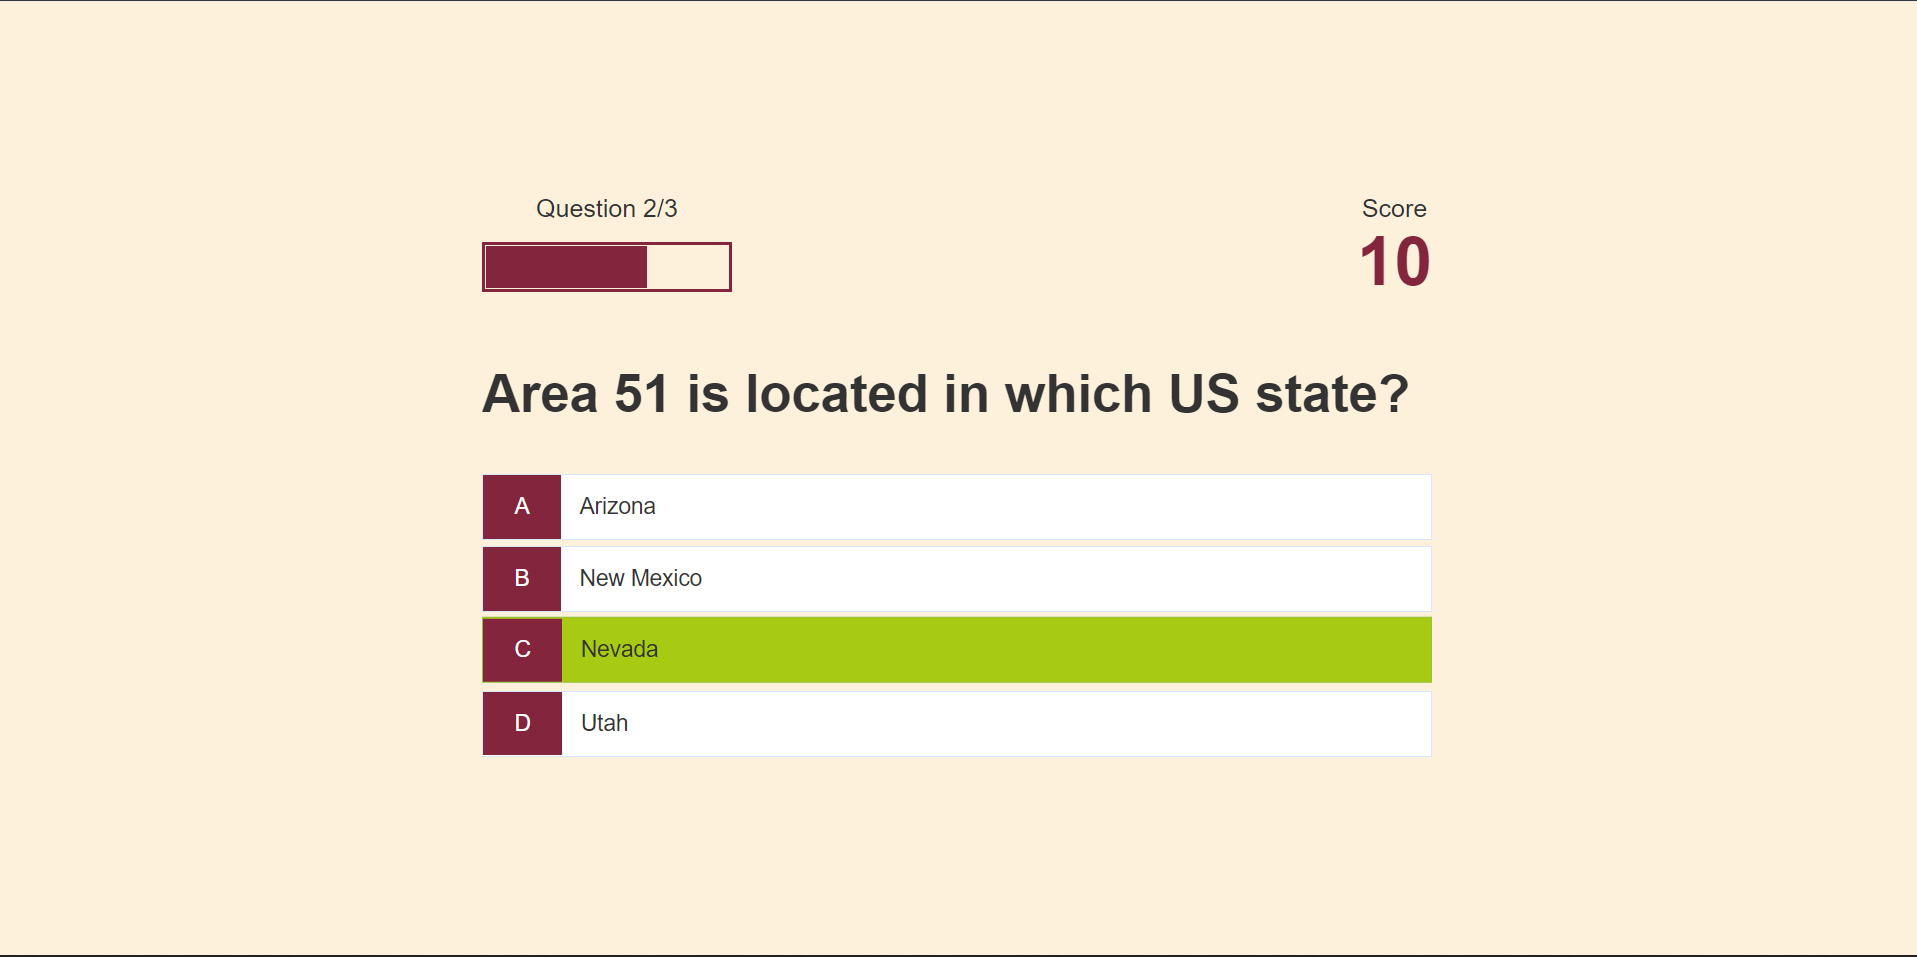 Question 2/3
Score
10
Area 51 is located in which US state?
A Arizona
B New Mexico
C Nevada
D Utah